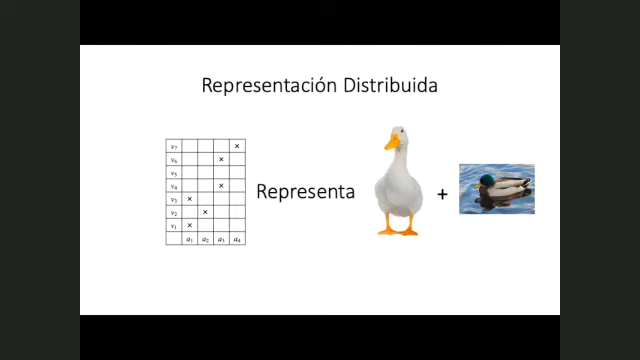 Representación Distribuida
v7 ×
v6 ×
v5
v4 ×
v3 ×
v2 ×
v1 ×
a1 a2 a3 a4
Representa
+